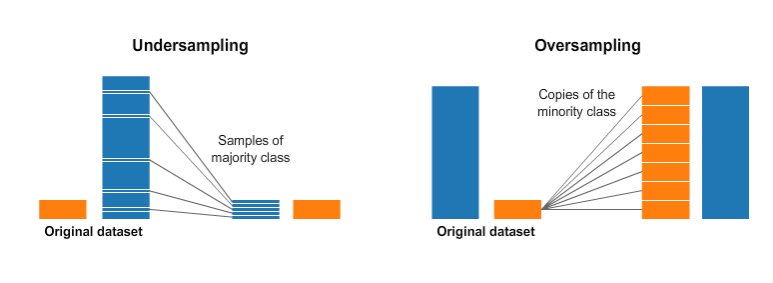 Undersampling
Samples of
majority class
Original dataset
Oversampling
Copies of the
minority class
Original dataset